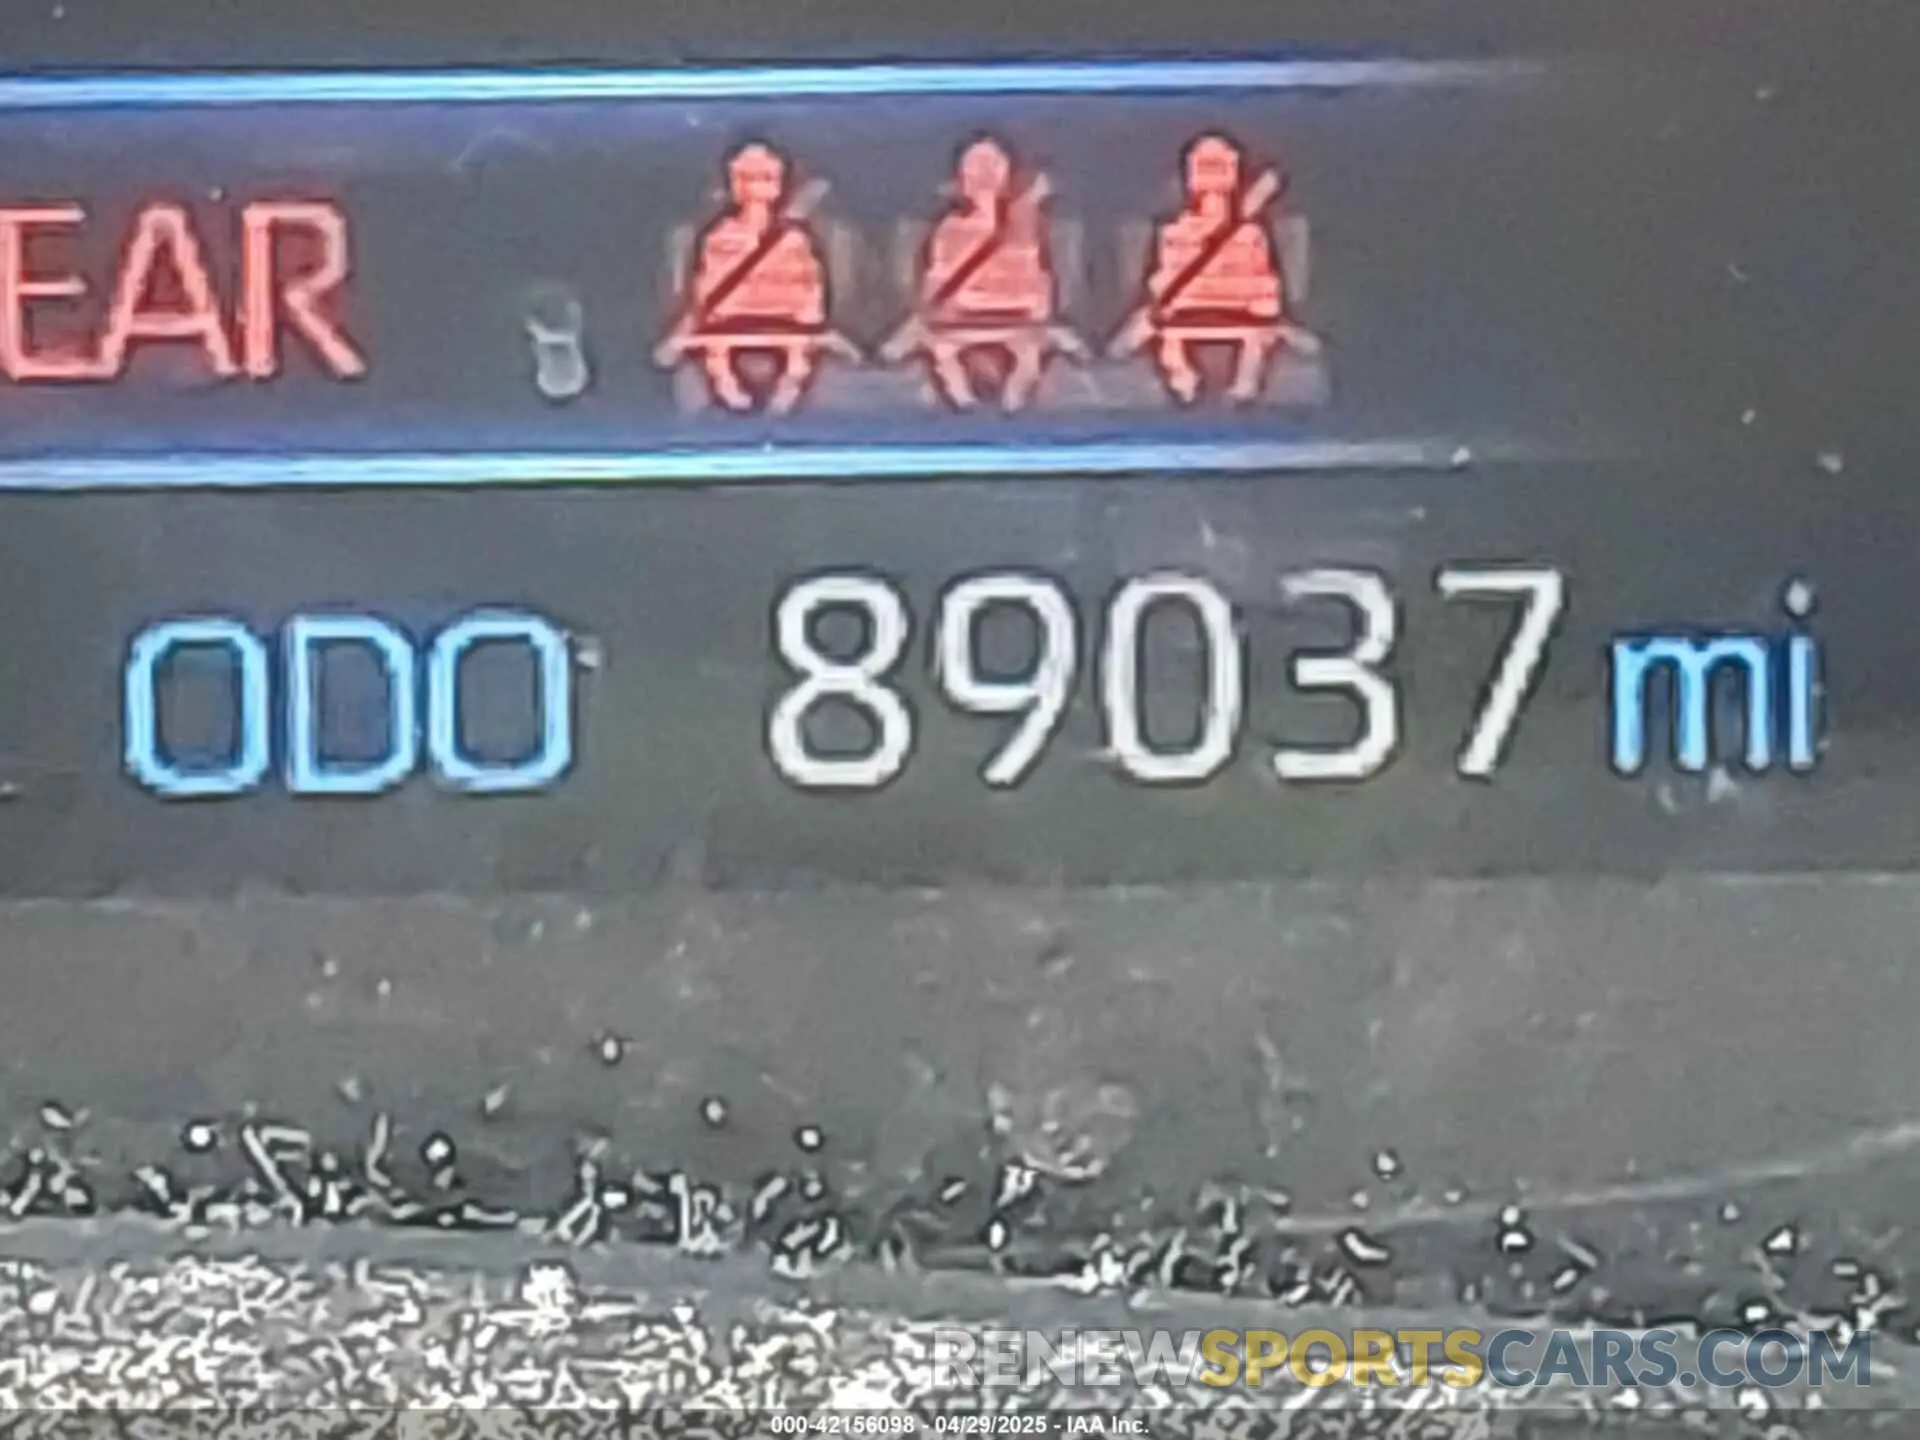 EAR
ODO 89037 mi
RENEWSPORTSCARS.COM
000-42156098 - 04/29/2025 - IAA Inc.